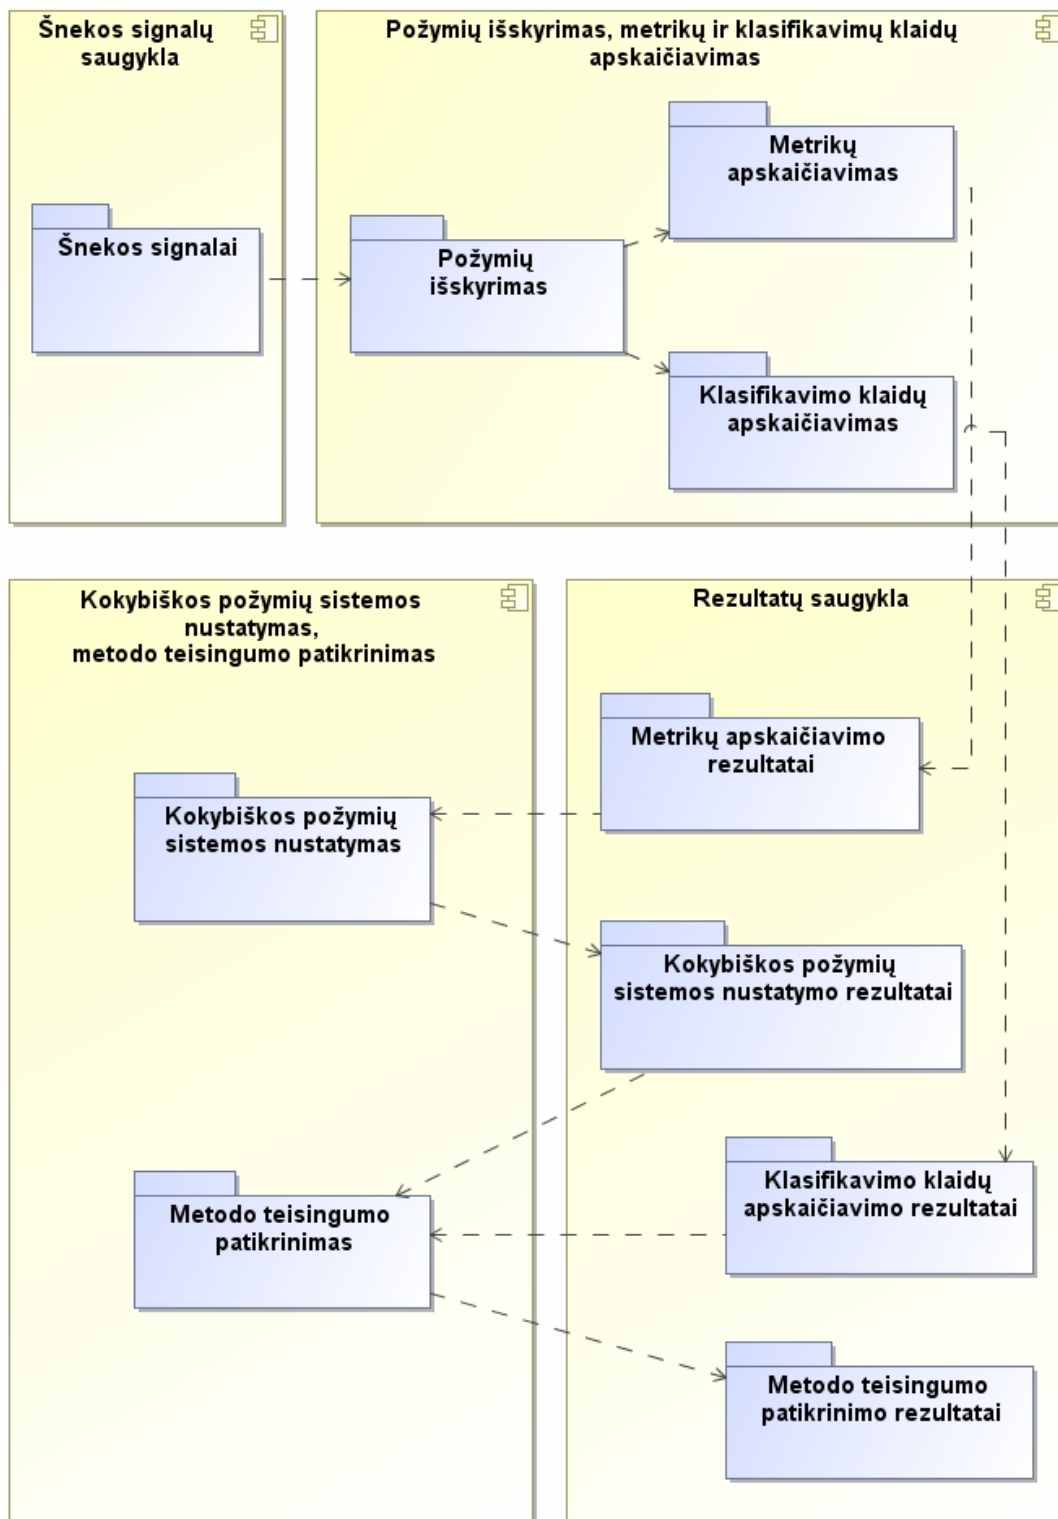 Šnekos signalų
saugykla
Požymių išskyrimas, metrikų ir klasifikavimų klaidų
apskaičiavimas
Metrikų
apskaičiavimas
Šnekos signalai
Požymių
išskyrimas
Klasifikavimo klaidų
apskaičiavimas
Kokybiškos požymių sistemos
nustatymas,
metodo teisingumo patikrinimas
Rezultatų saugykla
Metrikų apskaičiavimo
rezultatai
Kokybiškos požymių
sistemos nustatymas
Kokybiškos požymių
sistemos nustatymo rezultatai
Klasifikavimo klaidų
apskaičiavimo rezultatai
Metodo teisingumo
patikrinimas
Metodo teisingumo
patikrinimo rezultatai